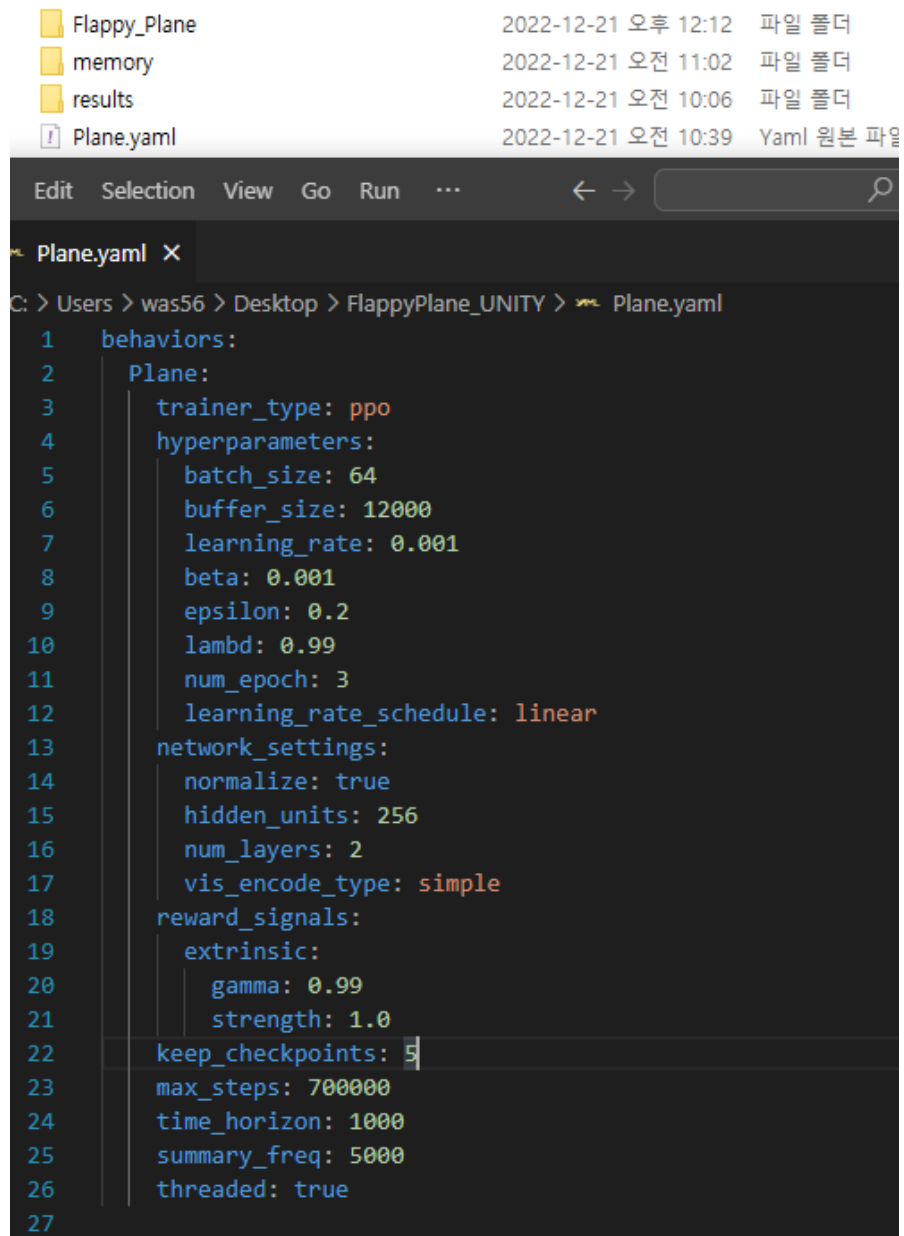 Flappy_Plane 2022-12-21 오후 12:12 파일 폴더
memory 2022-12-21 오전 11:02 파일 폴더
results 2022-12-21 오전 10:06 파일 폴더
Plane.yaml 2022-12-21 오전 10:39 Yaml 원본 파일
Edit Selection View Go Run ··· ← →
Plane.yaml ×
C: > Users > was56 > Desktop > FlappyPlane_UNITY > Plane.yaml
1 behaviors:
2 Plane:
3 trainer_type: ppo
4 hyperparameters:
5 batch_size: 64
6 buffer_size: 12000
7 learning_rate: 0.001
8 beta: 0.001
9 epsilon: 0.2
10 lambd: 0.99
11 num_epoch: 3
12 learning_rate_schedule: linear
13 network_settings:
14 normalize: true
15 hidden_units: 256
16 num_layers: 2
17 vis_encode_type: simple
18 reward_signals:
19 extrinsic:
20 gamma: 0.99
21 strength: 1.0
22 keep_checkpoints: 5
23 max_steps: 700000
24 time_horizon: 1000
25 summary_freq: 5000
26 threaded: true
27